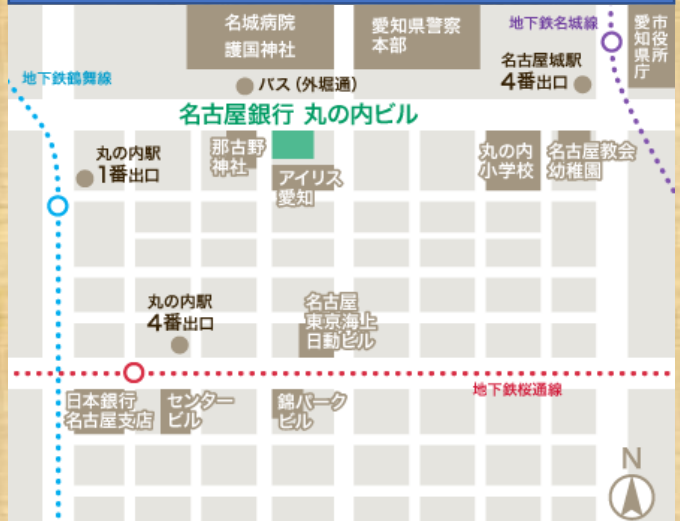 名城病院
護国神社
愛知県警察
本部
地下鉄名城線
市役所
愛知県庁
名古屋城駅
4番出口
地下鉄鶴舞線
バス（外堀通）
名古屋銀行 丸の内ビル
丸の内駅
1番出口
那古野
神社
アイリス
愛知
丸の内
小学校
名古屋教会
幼稚園
丸の内駅
4番出口
名古屋
東京海上
日動ビル
地下鉄桜通線
日本銀行
名古屋支店
センター
ビル
錦パーク
ビル
N